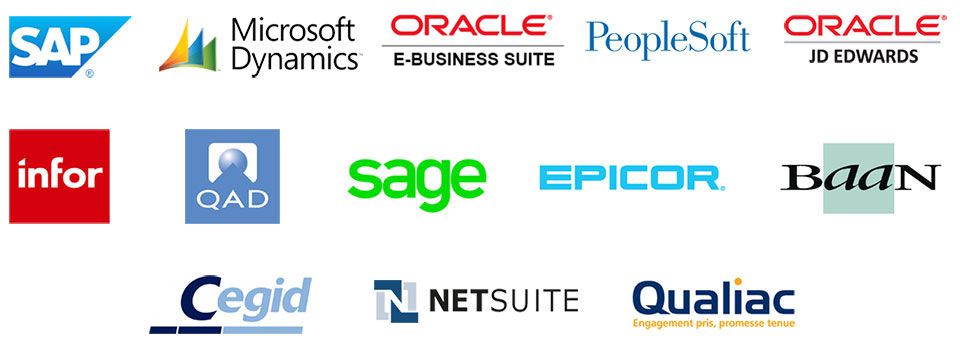 SAP®
Microsoft
Dynamics
ORACLE®
E-BUSINESS SUITE
PeopleSoft
ORACLE®
JD EDWARDS
infor
QAD
sage
EPICOR®
BaaN
Cegid
N NETSUITE
Qualiac
Engagement pris, promesse tenue